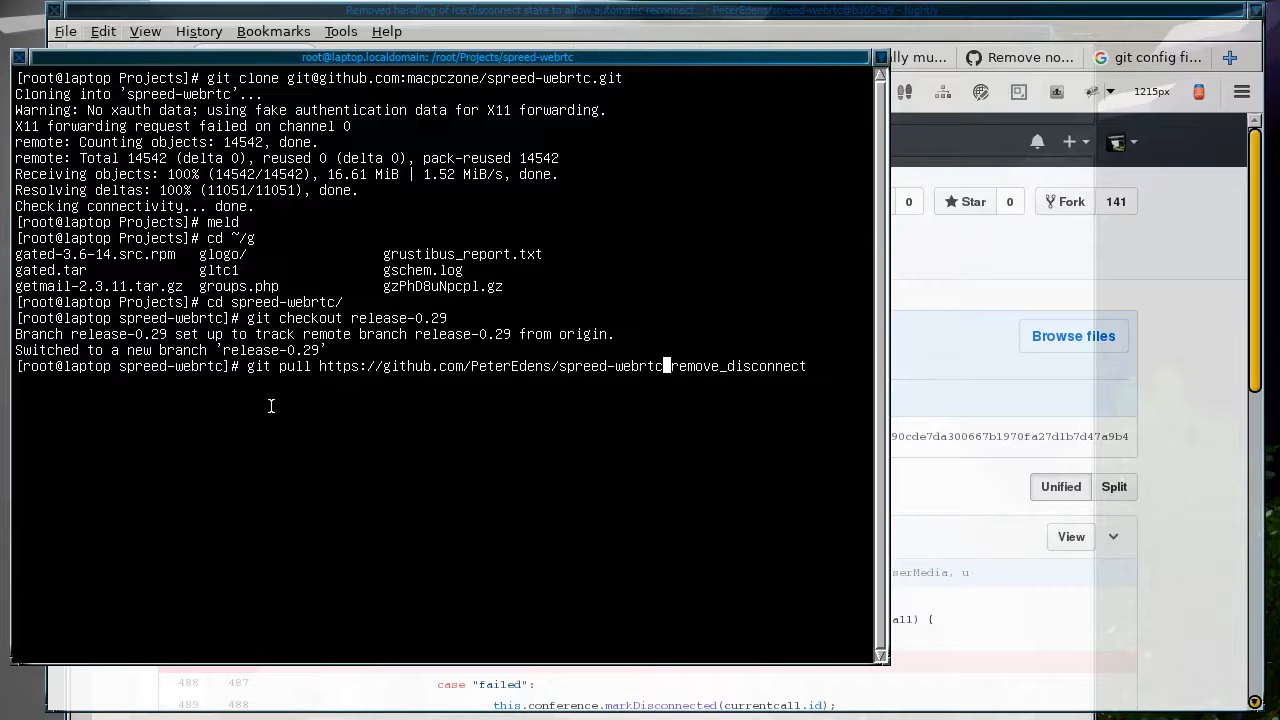 Removed handling of ice disconnect state to allow automatic reconnect... · PeterEdens/spreed-webrtc@b3054a9 - Nightly
File Edit View History Bookmarks Tools Help
root@laptop.localdomain: /root/Projects/spreed-webrtc
ally mu... Remove no... git config fi...
[root@laptop Projects]# git clone git@github.com:macpczone/spreed-webrtc.git
Cloning into 'spreed-webrtc'...
Warning: No xauth data; using fake authentication data for X11 forwarding.
X11 forwarding request failed on channel 0
remote: Counting objects: 14542, done.
remote: Total 14542 (delta 0), reused 0 (delta 0), pack-reused 14542
Receiving objects: 100% (14542/14542), 16.61 MiB | 1.52 MiB/s, done.
Resolving deltas: 100% (11051/11051), done.
Checking connectivity... done.
[root@laptop Projects]# meld
[root@laptop Projects]# cd ~/g
gated-3.6-14.src.rpm glogo/ grustibus_report.txt
gated.tar gltc1 gschem.log
getmail-2.3.11.tar.gz groups.php gzPhD8uNpcpl.gz
[root@laptop Projects]# cd spreed-webrtc/
[root@laptop spreed-webrtc]# git checkout release-0.29
Branch release-0.29 set up to track remote branch release-0.29 from origin.
Switched to a new branch 'release-0.29'
[root@laptop spreed-webrtc]# git pull https://github.com/PeterEdens/spreed-webrtc remove_disconnect
1215px
0 Star 0 Fork 141
Browse files
90cde7da300667b1970fa27d1b7d47a9b4
Unified Split
View
serMedia, u
all) {
488 487 case "failed":
489 488 this.conference.markDisconnected(currentcall.id);